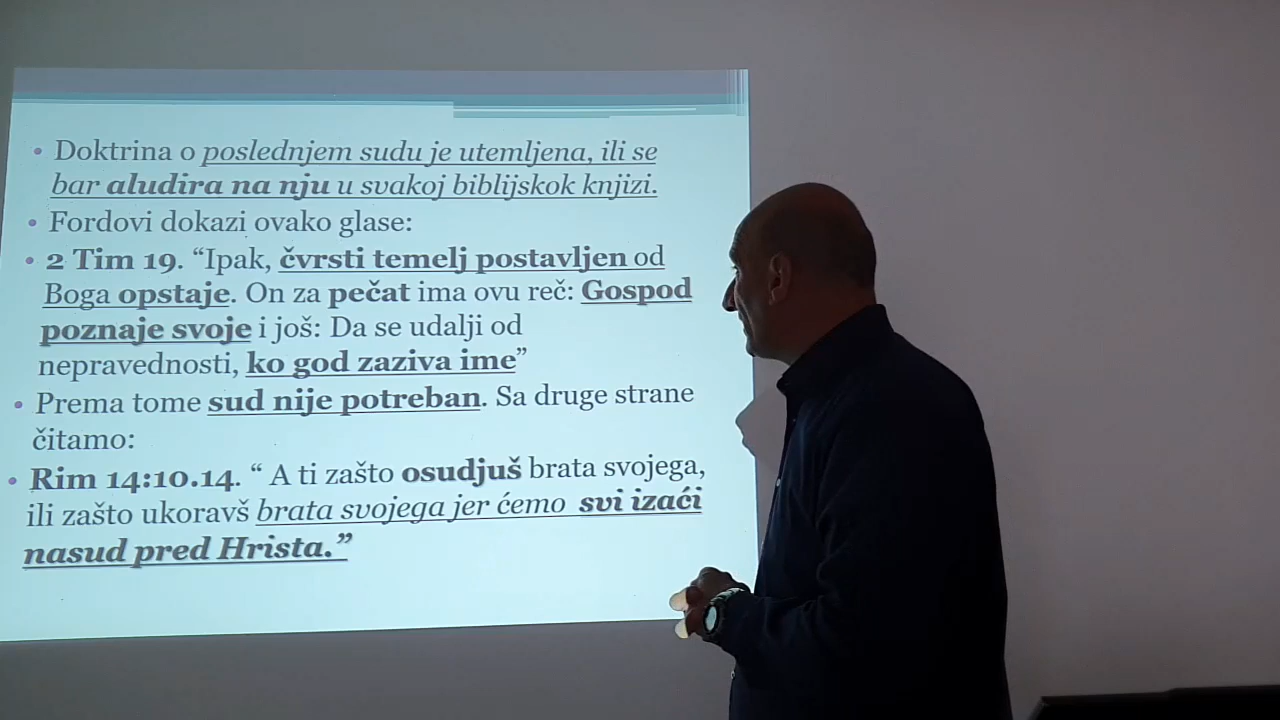 • Doktrina o poslednjem sudu je utemljena, ili se
bar aludira na nju u svakoj biblijskok knjizi.
• Fordovi dokazi ovako glase:
• 2 Tim 19. “Ipak, čvrsti temelj postavljen od
Boga opstaje. On za pečat ima ovu reč: Gospod
poznaje svoje i još: Da se udalji od
nepravednosti, ko god zaziva ime”
• Prema tome sud nije potreban. Sa druge strane
čitamo:
• Rim 14:10.14. “ A ti zašto osudjuš brata svojega,
ili zašto ukoravš brata svojega jer ćemo svi izaći
nasud pred Hrista.”